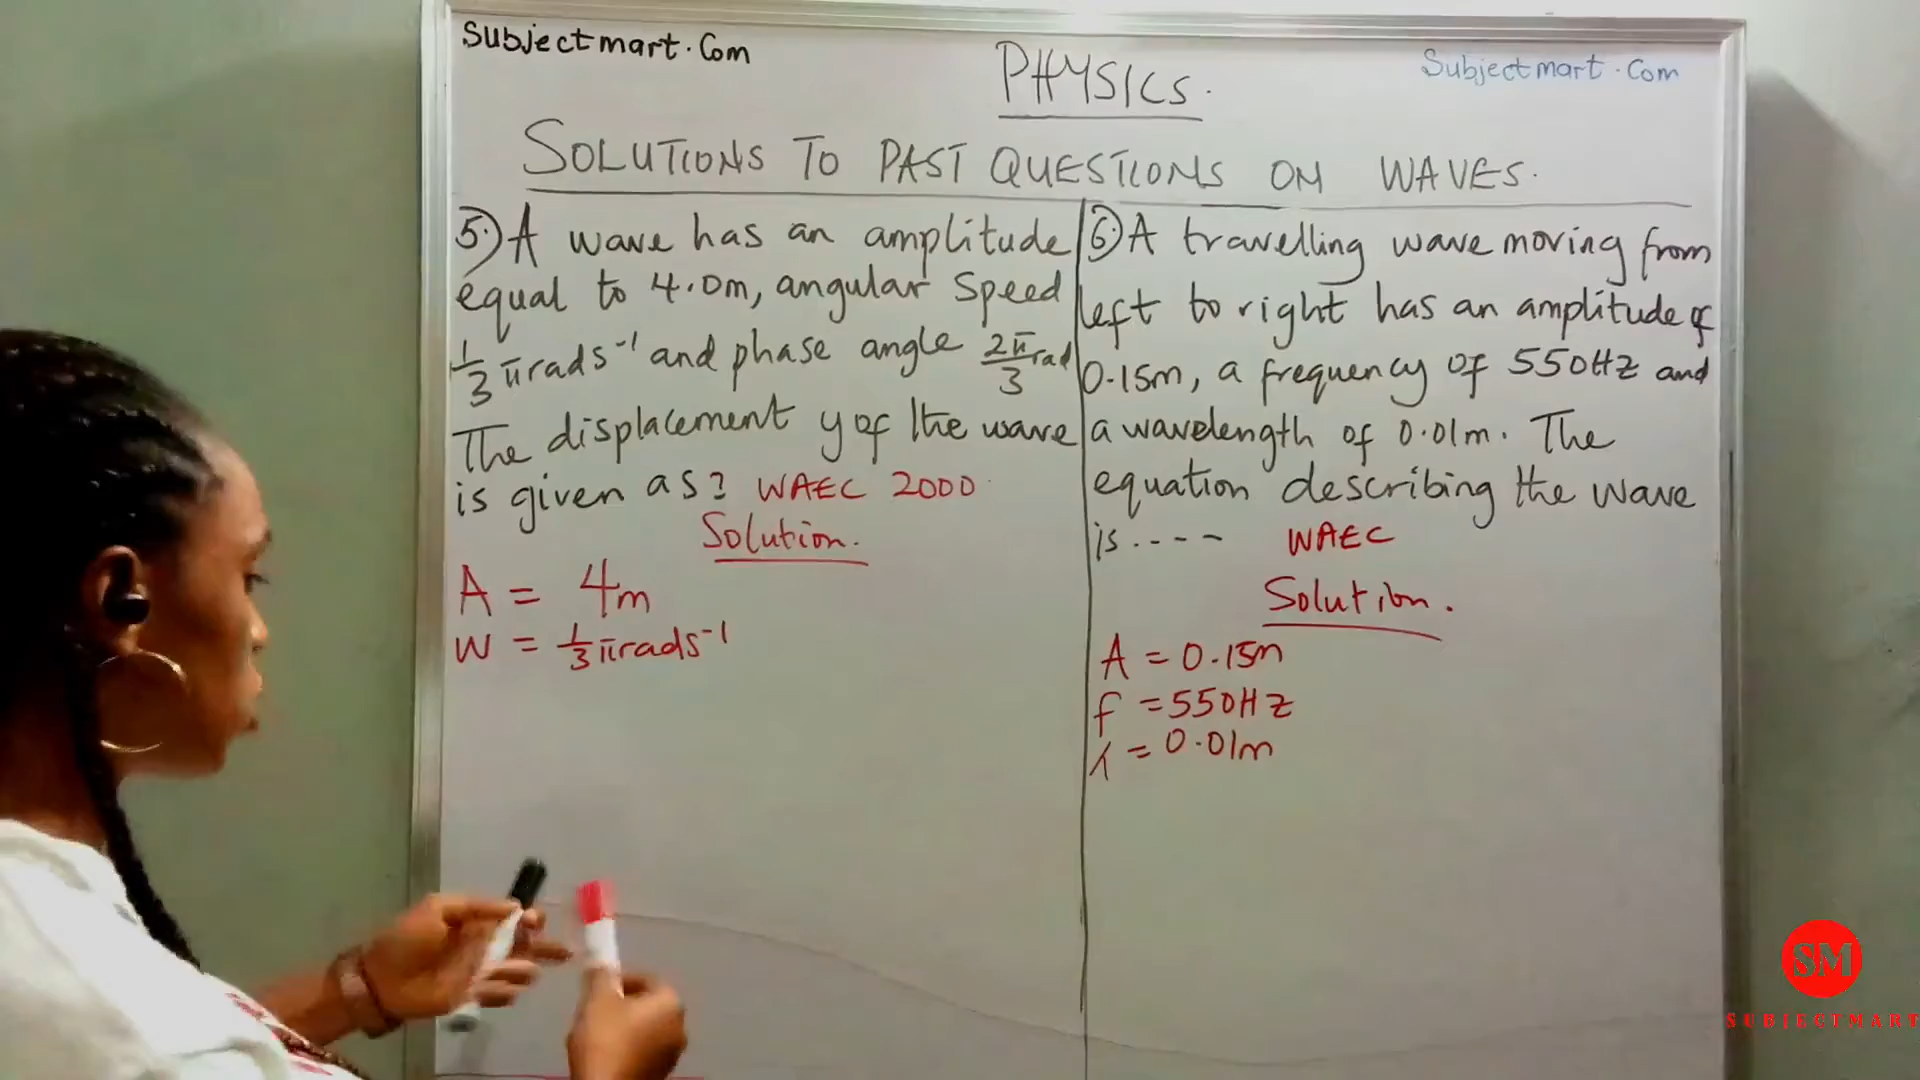 Subjectmart.Com
PHYSICS.
Subjectmart.Com
SOLUTIONS TO PAST QUESTIONS ON WAVES.
5.) A wave has an amplitude
equal to 4.0m, angular Speed
1/3 πrads⁻¹ and phase angle 2π/3 rad
The displacement y of the wave
is given as? WAEC 2000
Solution.
A = 4m
W = 1/3 πrads⁻¹
6.) A travelling wave moving from
left to right has an amplitude of
0.15m, a frequency of 550HZ and
a wavelength of 0.01m. The
equation describing the wave
is.---- WAEC
Solution.
A = 0.15m
f = 550HZ
λ = 0.01m
SM
SUBJECTMART